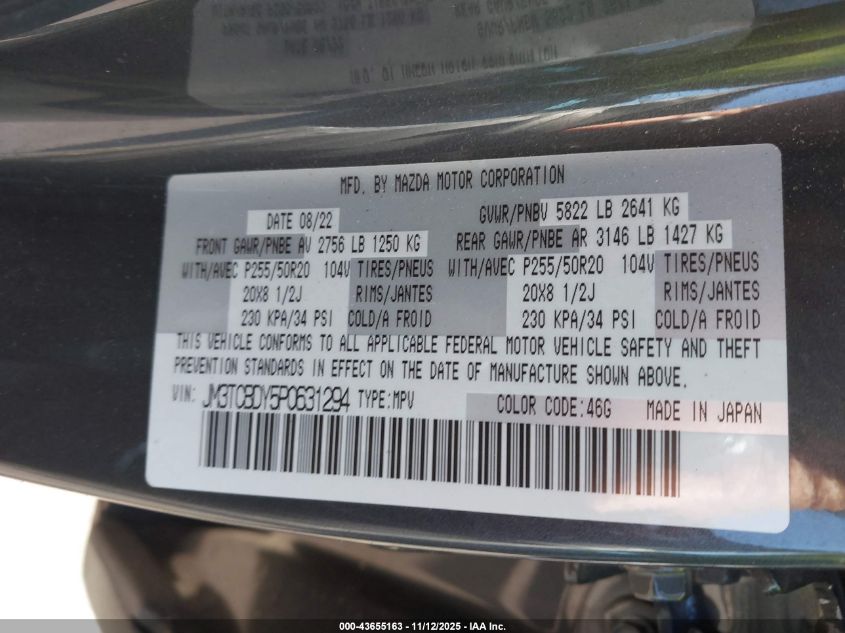 MFD. BY MAZDA MOTOR CORPORATION
DATE 08/22 GVWR/PNBV 5822 LB 2641 KG
FRONT GAWR/PNBE AV 2756 LB 1250 KG REAR GAWR/PNBE AR 3146 LB 1427 KG
WITH/AVEC P255/50R20 104V TIRES/PNEUS WITH/AVEC P255/50R20 104V TIRES/PNEUS
20X8 1/2J RIMS/JANTES 20X8 1/2J RIMS/JANTES
230 KPA/34 PSI COLD/A FROID 230 KPA/34 PSI COLD/A FROID
THIS VEHICLE CONFORMS TO ALL APPLICABLE FEDERAL MOTOR VEHICLE SAFETY AND THEFT
PREVENTION STANDARDS IN EFFECT ON THE DATE OF MANUFACTURE SHOWN ABOVE.
VIN: JM3TCBDY5P0631294 TYPE:MPV COLOR CODE:46G MADE IN JAPAN
000-43655163 - 11/12/2025 - IAA Inc.